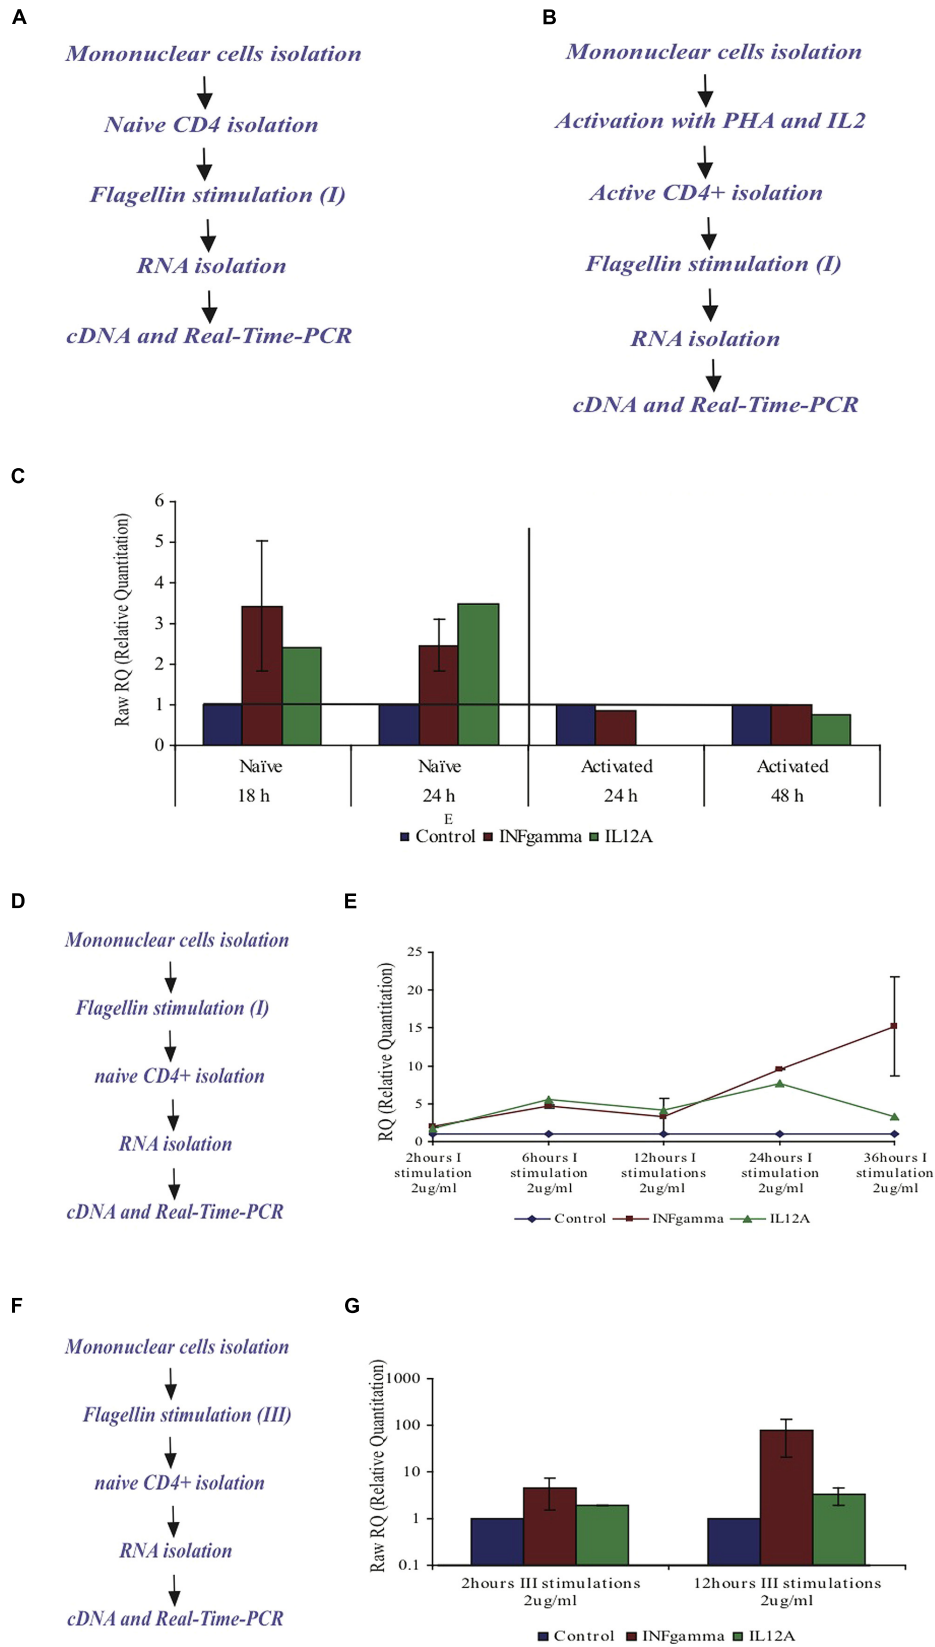 A
Mononuclear cells isolation
Naive CD4 isolation
Flagellin stimulation (I)
RNA isolation
cDNA and Real-Time-PCR
B
Mononuclear cells isolation
Activation with PHA and IL2
Active CD4+ isolation
Flagellin stimulation (I)
RNA isolation
cDNA and Real-Time-PCR
C
Raw RQ (Relative Quantitation)
6
5
4
3
2
1
0
Naïve Naïve Activated Activated
18 h 24 h 24 h 48 h
E
Control INFgamma IL12A
D
Mononuclear cells isolation
Flagellin stimulation (I)
naive CD4+ isolation
RNA isolation
cDNA and Real-Time-PCR
E
RQ (Relative Quantitation)
25
20
15
10
5
0
2hours I 6hours I 12hours I 24hours I 36hours I
stimulation stimulation stimulations stimulation stimulation
2ug/ml 2ug/ml 2ug/ml 2ug/ml 2ug/ml
Control INFgamma IL12A
F
Mononuclear cells isolation
Flagellin stimulation (III)
naive CD4+ isolation
RNA isolation
cDNA and Real-Time-PCR
G
Raw RQ (Relative Quantitation)
1000
100
10
1
0.1
2hours III stimulations 12hours III stimulations
2ug/ml 2ug/ml
Control INFgamma IL12A